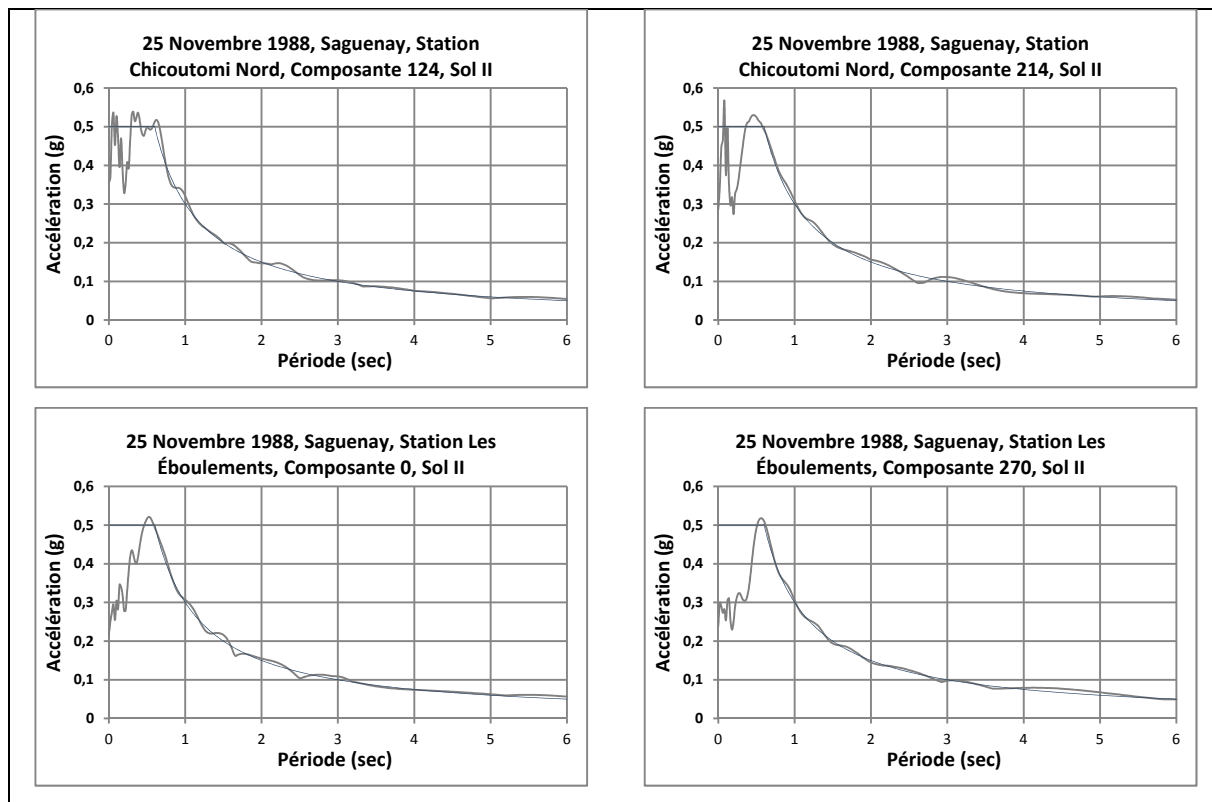 25 Novembre 1988, Saguenay, Station
Chicoutomi Nord, Composante 124, Sol II
Accélération (g)
0,6
0,5
0,4
0,3
0,2
0,1
0
0 1 2 3 4 5 6
Période (sec)
25 Novembre 1988, Saguenay, Station
Chicoutomi Nord, Composante 214, Sol II
Accélération (g)
0,6
0,5
0,4
0,3
0,2
0,1
0
0 1 2 3 4 5 6
Période (sec)
25 Novembre 1988, Saguenay, Station Les
Éboulements, Composante 0, Sol II
Accélération (g)
0,6
0,5
0,4
0,3
0,2
0,1
0
0 1 2 3 4 5 6
Période (sec)
25 Novembre 1988, Saguenay, Station Les
Éboulements, Composante 270, Sol II
Accélération (g)
0,6
0,5
0,4
0,3
0,2
0,1
0
0 1 2 3 4 5 6
Période (sec)